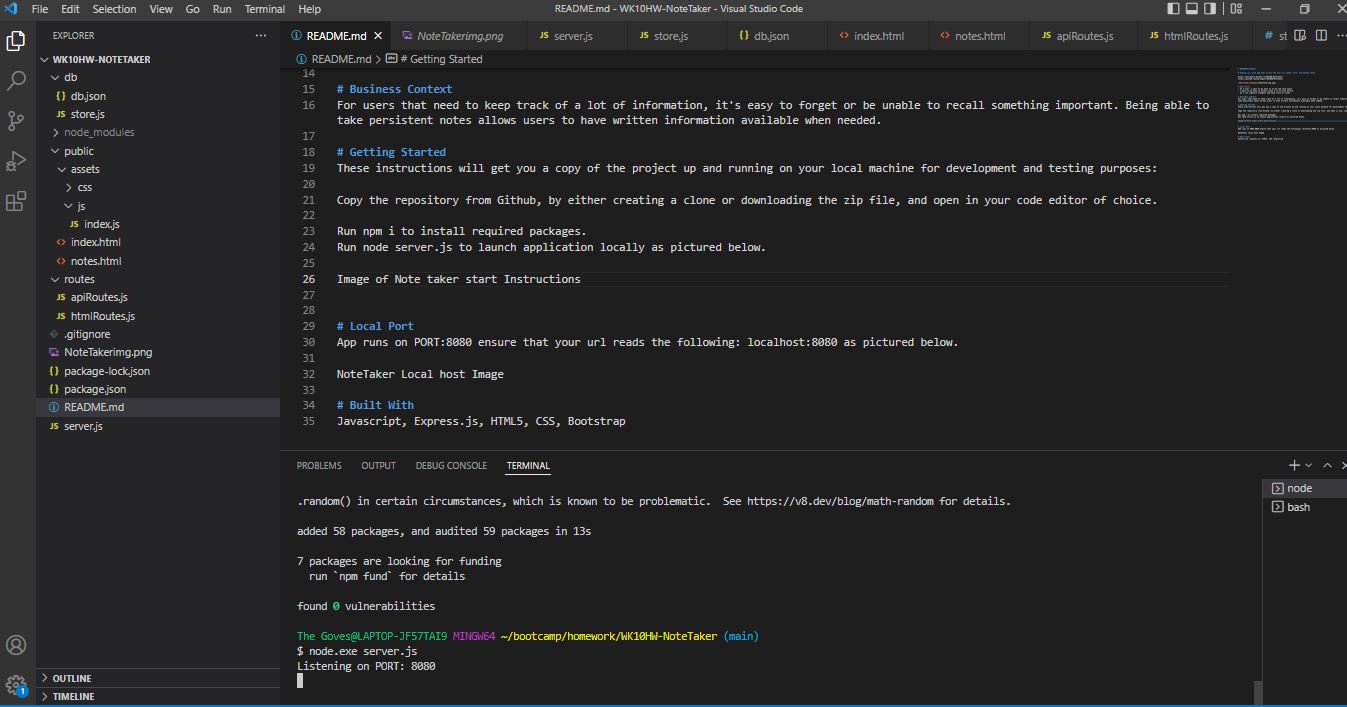 File Edit Selection View Go Run Terminal Help README.md - WK10HW-NoteTaker - Visual Studio Code
EXPLORER
WK10HW-NOTETAKER
db
{} db.json
JS store.js
node_modules
public
assets
css
js
JS index.js
<> index.html
<> notes.html
routes
JS apiRoutes.js
JS htmlRoutes.js
.gitignore
NoteTakerimg.png
{} package-lock.json
{} package.json
README.md
JS server.js
OUTLINE
TIMELINE
1
README.md NoteTakerimg.png JS server.js JS store.js {} db.json <> index.html <> notes.html JS apiRoutes.js JS htmlRoutes.js # st
README.md > # Getting Started
14
15 # Business Context
16 For users that need to keep track of a lot of information, it's easy to forget or be unable to recall something important. Being able to
take persistent notes allows users to have written information available when needed.
17
18 # Getting Started
19 These instructions will get you a copy of the project up and running on your local machine for development and testing purposes:
20
21 Copy the repository from Github, by either creating a clone or downloading the zip file, and open in your code editor of choice.
22
23 Run npm i to install required packages.
24 Run node server.js to launch application locally as pictured below.
25
26 Image of Note taker start Instructions
27
28
29 # Local Port
30 App runs on PORT:8080 ensure that your url reads the following: localhost:8080 as pictured below.
31
32 NoteTaker Local host Image
33
34 # Built With
35 Javascript, Express.js, HTML5, CSS, Bootstrap
PROBLEMS OUTPUT DEBUG CONSOLE TERMINAL
.random() in certain circumstances, which is known to be problematic. See https://v8.dev/blog/math-random for details.
added 58 packages, and audited 59 packages in 13s
7 packages are looking for funding
run `npm fund` for details
found 0 vulnerabilities
The Goves@LAPTOP-JF57TAI9 MINGW64 ~/bootcamp/homework/WK10HW-NoteTaker (main)
$ node.exe server.js
Listening on PORT: 8080
node
bash